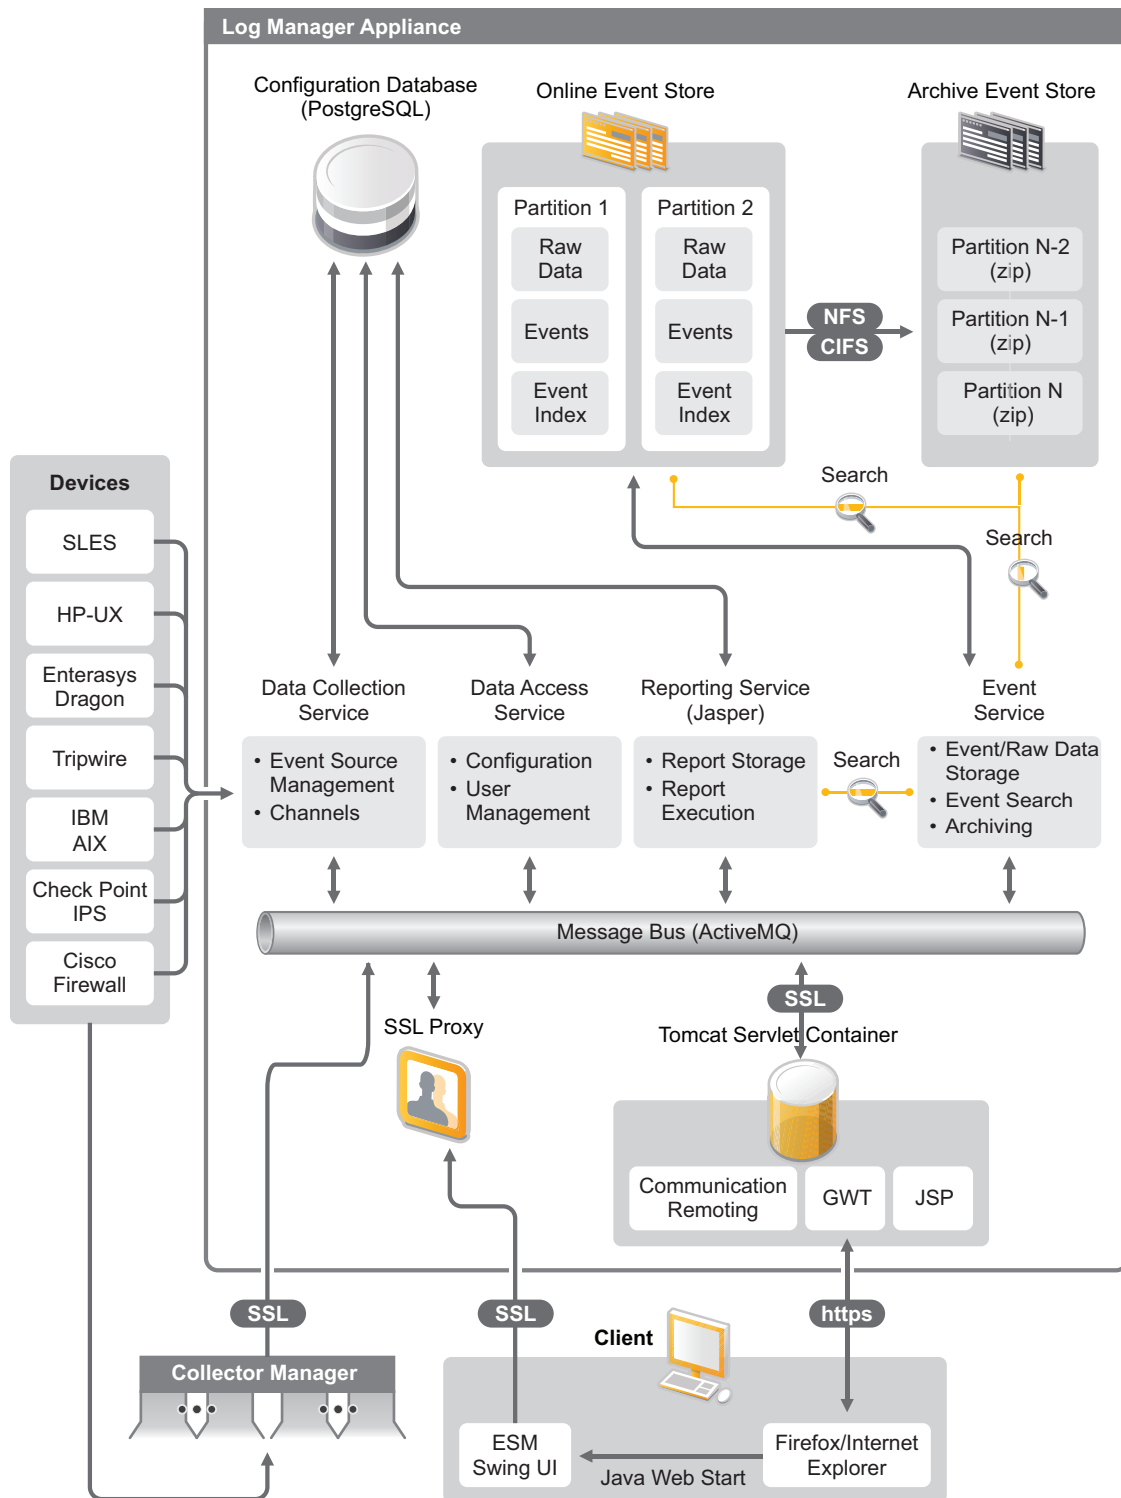 Log Manager Appliance
Configuration Database
(PostgreSQL)
Online Event Store
Archive Event Store
Partition 1
Raw
Data
Events
Event
Index
Partition 2
Raw
Data
Events
Event
Index
NFS
CIFS
Partition N-2
(zip)
Partition N-1
(zip)
Partition N
(zip)
Search
Search
Devices
SLES
HP-UX
Enterasys
Dragon
Tripwire
IBM
AIX
Check Point
IPS
Cisco
Firewall
Data Collection
Service
• Event Source
Management
• Channels
Data Access
Service
• Configuration
• User
Management
Reporting Service
(Jasper)
• Report Storage
• Report
Execution
Search
Event
Service
• Event/Raw Data
Storage
• Event Search
• Archiving
Message Bus (ActiveMQ)
SSL Proxy
SSL
Tomcat Servlet Container
Communication
Remoting
GWT
JSP
SSL
SSL
https
Collector Manager
Client
ESM
Swing UI
Java Web Start
Firefox/Internet
Explorer